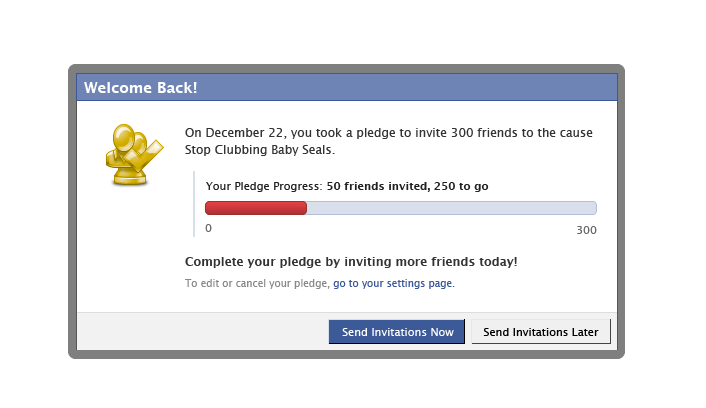 Welcome Back!
On December 22, you took a pledge to invite 300 friends to the cause
Stop Clubbing Baby Seals.
Your Pledge Progress: 50 friends invited, 250 to go
0
300
Complete your pledge by inviting more friends today!
To edit or cancel your pledge, go to your settings page.
Send Invitations Now
Send Invitations Later